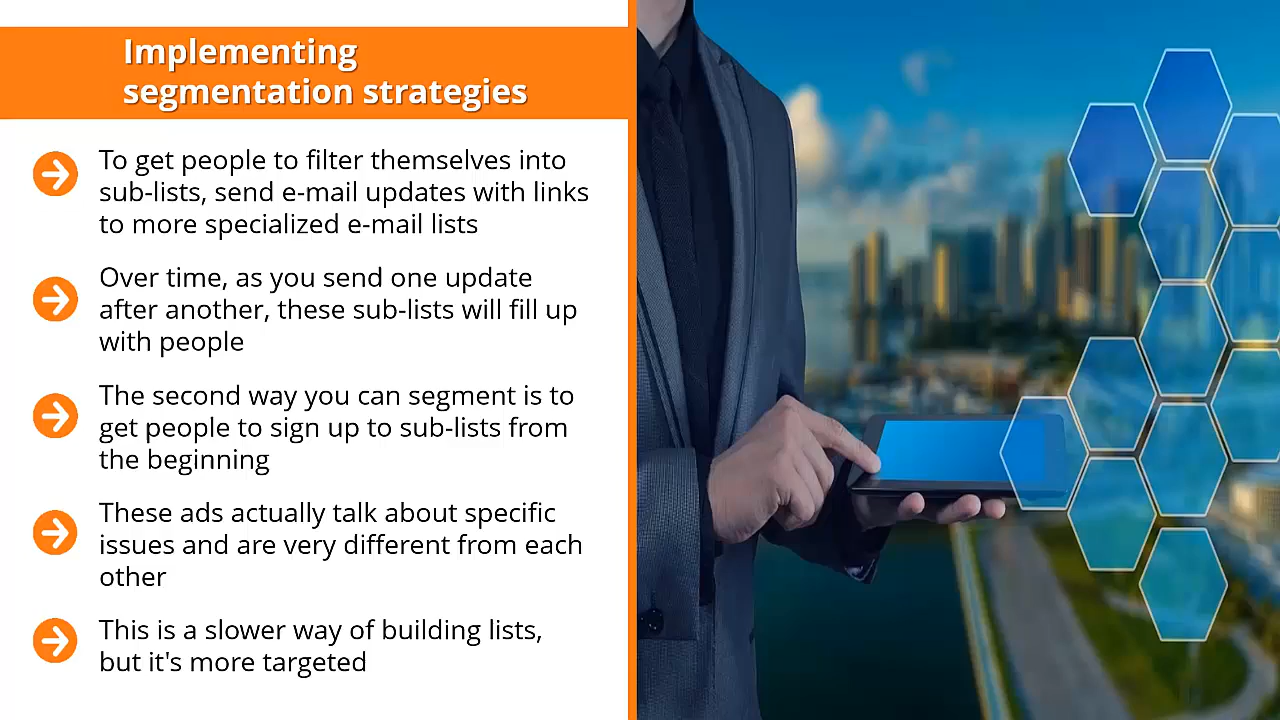 Implementing
segmentation strategies
To get people to filter themselves into
sub-lists, send e-mail updates with links
to more specialized e-mail lists
Over time, as you send one update
after another, these sub-lists will fill up
with people
The second way you can segment is to
get people to sign up to sub-lists from
the beginning
These ads actually talk about specific
issues and are very different from each
other
This is a slower way of building lists,
but it's more targeted